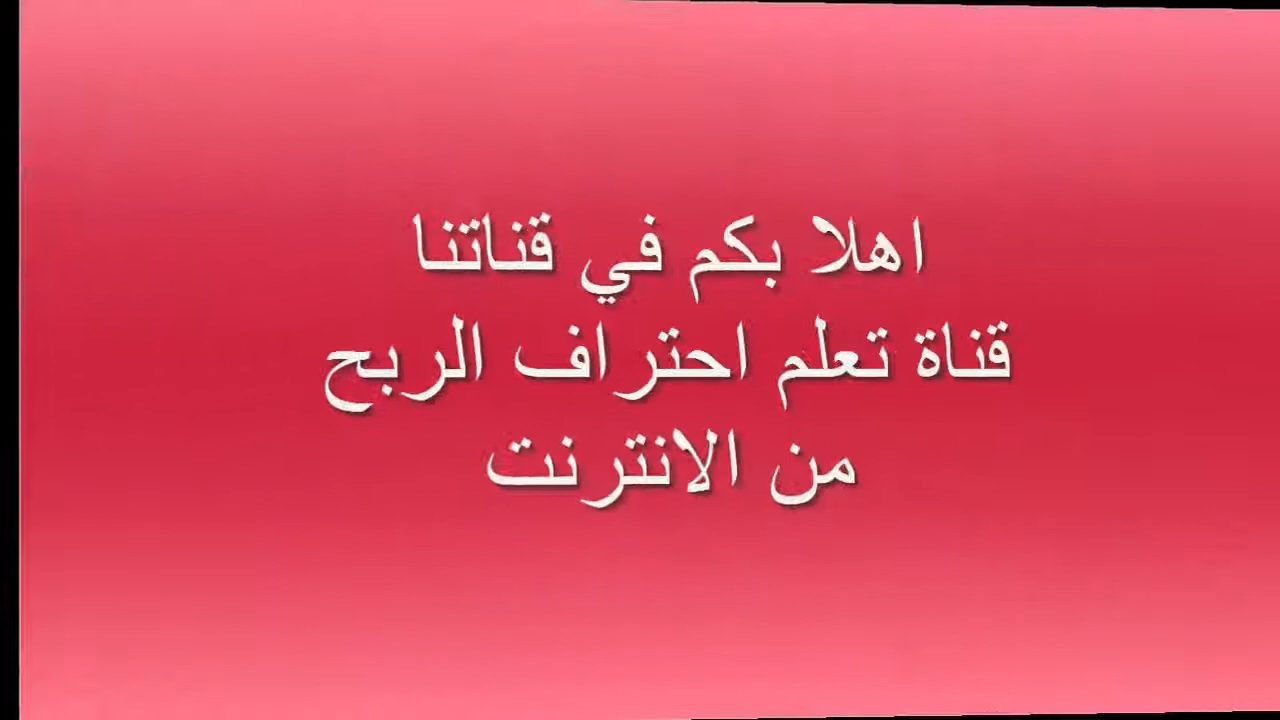 اهلا بكم في قناتنا
قناة تعلم احتراف الربح
من الانترنت